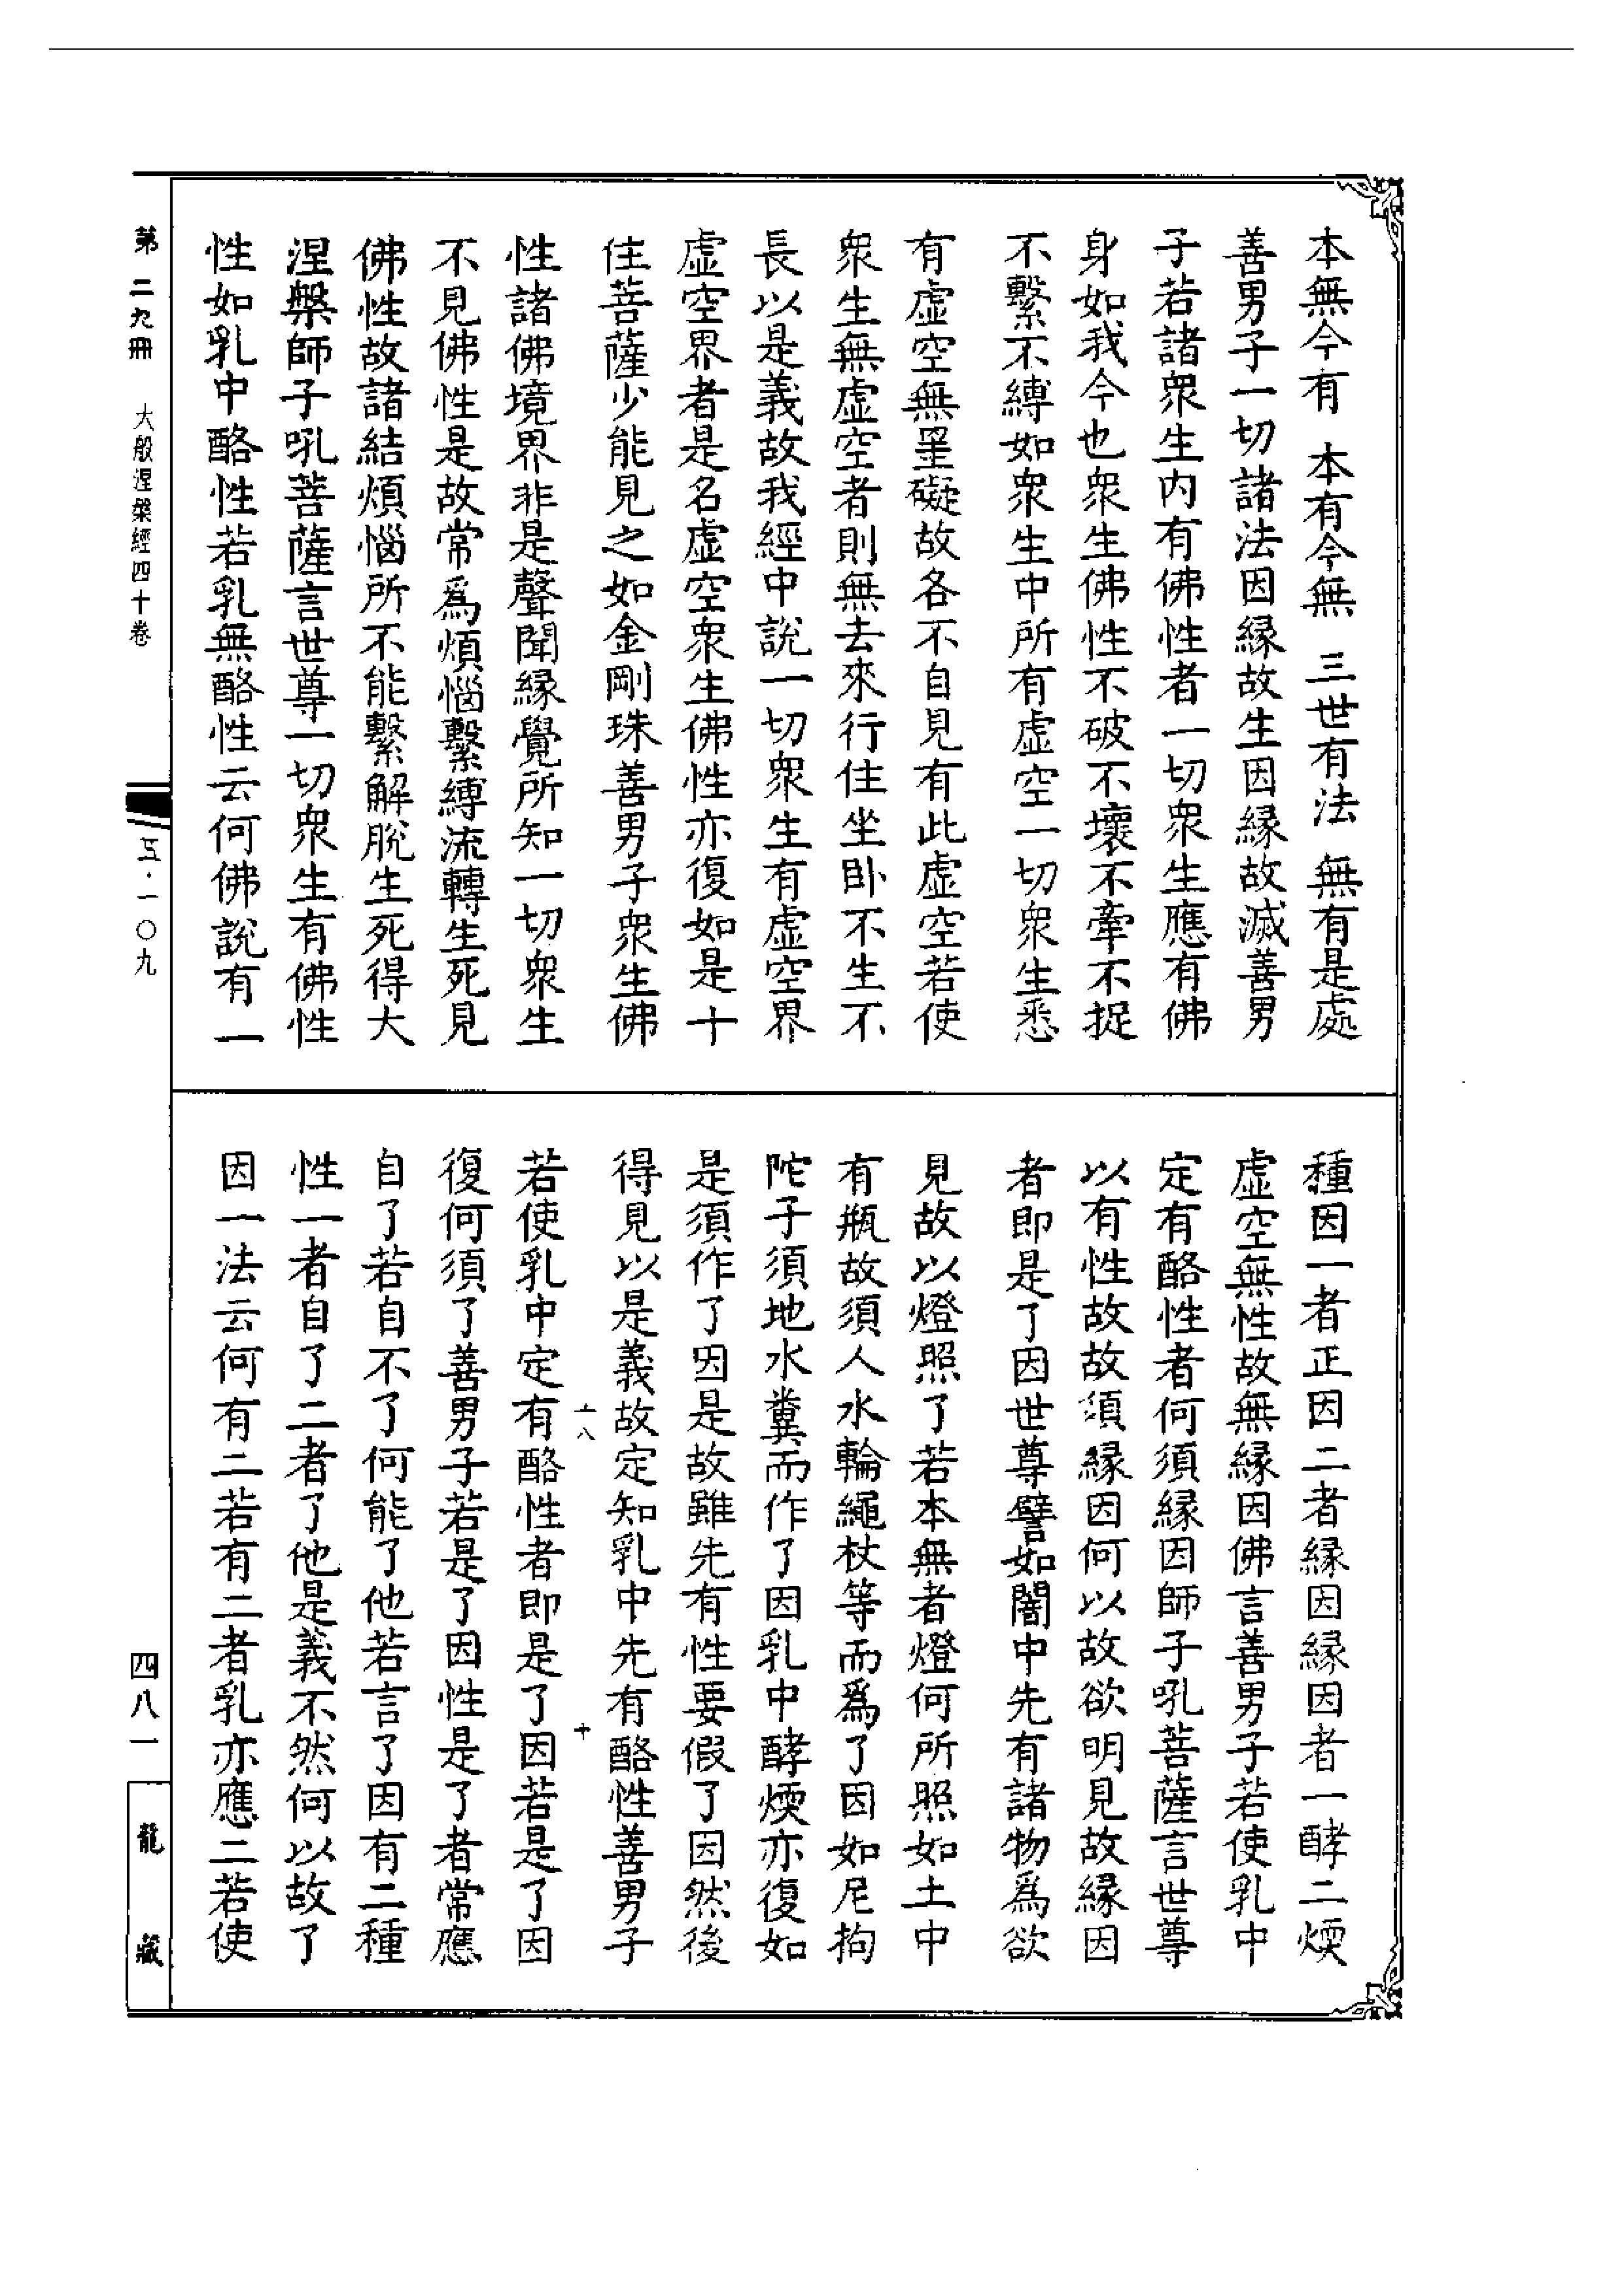 本無今有　本有今無　三世有法　無有是處
善男子一切諸法因緣故生因緣故滅善男
子若諸衆生内有佛性者一切衆生應有佛
身如我今也衆生佛性不破不壞不牽不捉
不繫不縛如衆生中所有虛空一切衆生悉
有虛空無罣礙故各不自見有此虛空若使
衆生無虛空者則無去來行住坐卧不生不
長以是義故我經中說一切衆生有虛空界
虛空界者是名虛空衆生佛性亦復如是十
住菩薩少能見之如金剛珠善男子衆生佛
性諸佛境界非是聲聞緣覺所知一切衆生
不見佛性是故常爲煩惱繫縛流轉生死見
佛性故諸結煩惱所不能繫解脫生死得大
涅槃師子吼菩薩言世尊一切衆生有佛性
性如乳中酪性若乳無酪性云何佛說有一
種因一者正因二者緣因緣因者一酵二煗
虛空無性故無緣因佛言善男子若使乳中
定有酪性者何須緣因師子吼菩薩言世尊
以有性故故須緣因何以故欲明見故緣因
者即是了因世尊譬如闇中先有諸物爲欲
見故以燈照了若本無者燈何所照如土中
有瓶故須人水輪繩杖等而爲了因如尼拘
陀子須地水糞而作了因乳中酵煗亦復如
是須作了因是故雖先有性要假了因然後
得見以是義故定知乳中先有酪性善男子
六八　十
若使乳中定有酪性者即是了因若是了因
復何須了善男子若是了因性是了者常應
自了若自不了何能了他若言了因有二種
性一者自了二者了他是義不然何以故了
因一法云何有二若有二者乳亦應二若使
第二九冊　大般涅槃經四十卷
五·一〇九
四八一
龍藏